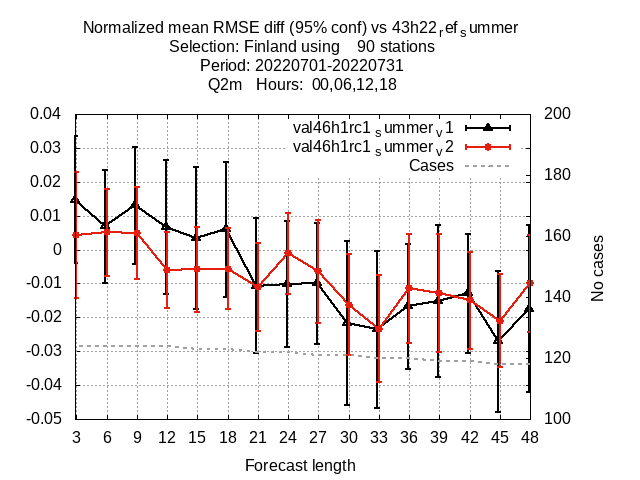 Normalized mean RMSE diff (95% conf) vs 43h22refsummer
Selection: Finland using 90 stations
Period: 20220701-20220731
Q2m Hours: 00,06,12,18
val46h1rc1summerv1
val46h1rc1summerv2
Cases
0.04
0.03
0.02
0.01
0
-0.01
-0.02
-0.03
-0.04
-0.05
200
180
160
140
120
100
No cases
3 6 9 12 15 18 21 24 27 30 33 36 39 42 45 48
Forecast length